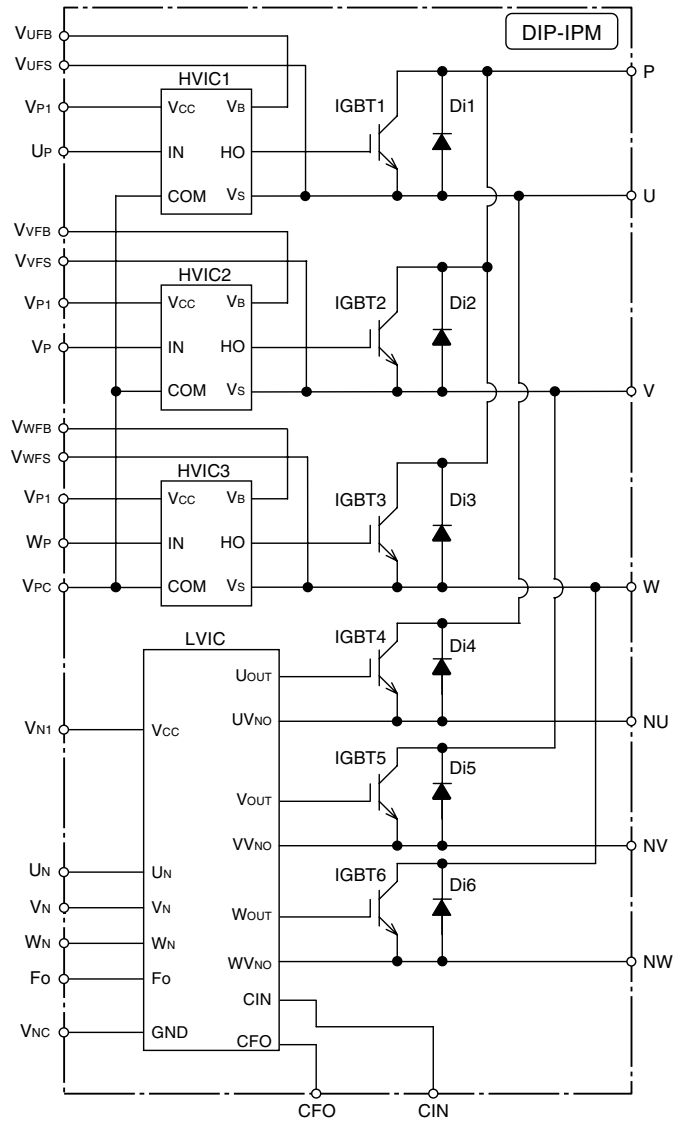 DIP-IPM
VUFB
VUFS
VP1
UP
HVIC1
VCC
VB
IN
HO
COM
VS
IGBT1
Di1
P
U
VVFB
VVFS
VP1
VP
HVIC2
VCC
VB
IN
HO
COM
VS
IGBT2
Di2
V
VWFB
VWFS
VP1
WP
VPC
HVIC3
VCC
VB
IN
HO
COM
VS
IGBT3
Di3
W
LVIC
UOUT
IGBT4
Di4
VN1
VCC
UVNO
NU
IGBT5
Di5
VOUT
VVNO
NV
UN
UN
IGBT6
Di6
VN
VN
WOUT
WN
WN
WVNO
NW
FO
FO
CIN
VNC
GND
CFO
CFO
CIN